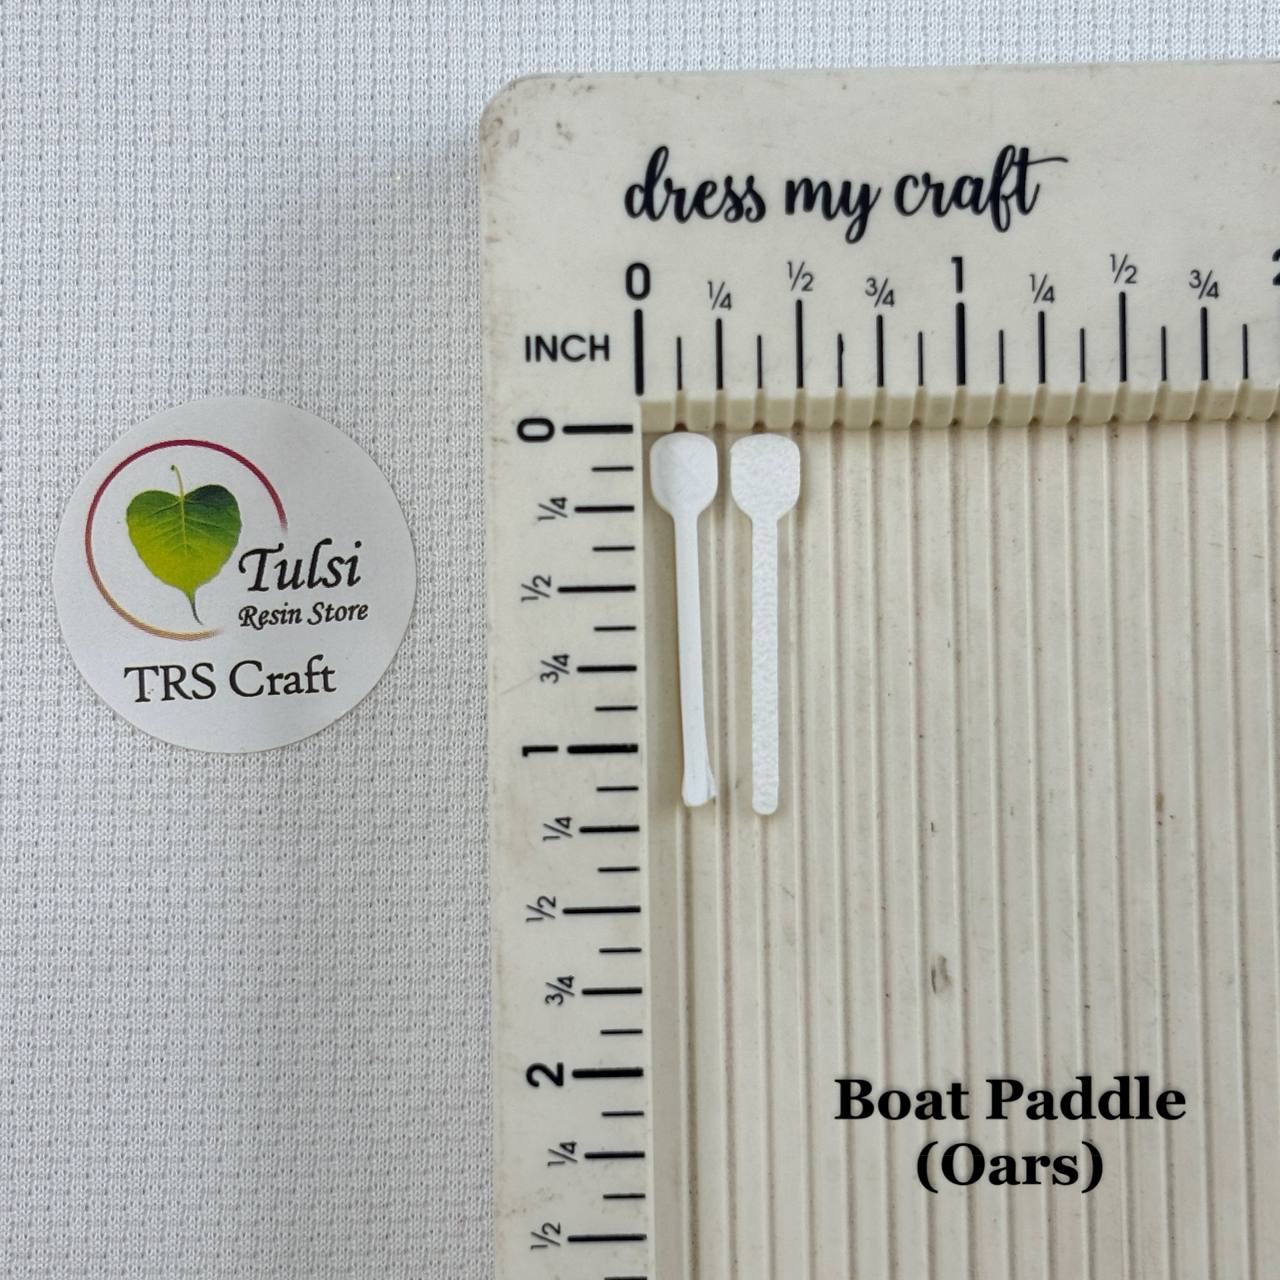 dress my craft
0 ¼ ½ ¾ 1 ¼ ½ ¾ 2
INCH
0
¼
½
¾
1
¼
½
¾
2
¼
½
Tulsi
Resin Store
TRS Craft
Boat Paddle
(Oars)